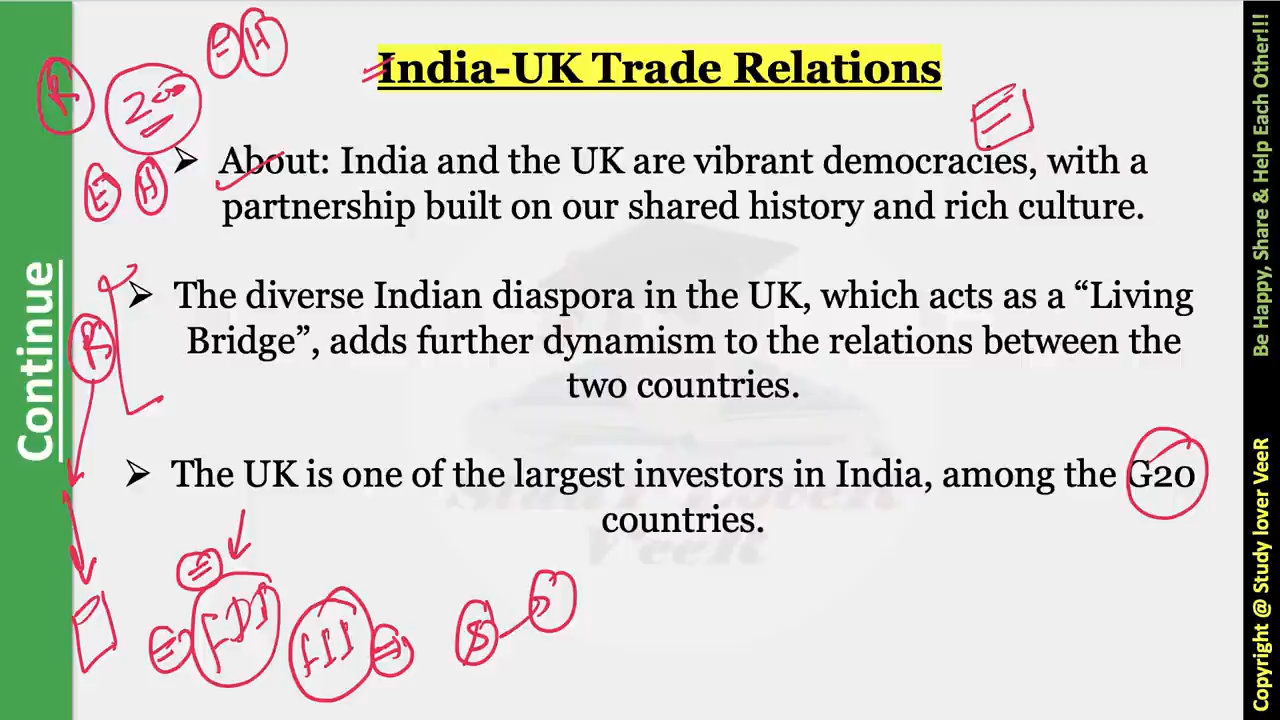 India-UK Trade Relations
➤ About: India and the UK are vibrant democracies, with a
partnership built on our shared history and rich culture.
➤ The diverse Indian diaspora in the UK, which acts as a “Living
Bridge”, adds further dynamism to the relations between the
two countries.
➤ The UK is one of the largest investors in India, among the G20
countries.
Continue
Be Happy, Share & Help Each Other!!!
Copyright @ Study lover VeeR
E H
R
200
E H
R
FDI
FII
VeeR